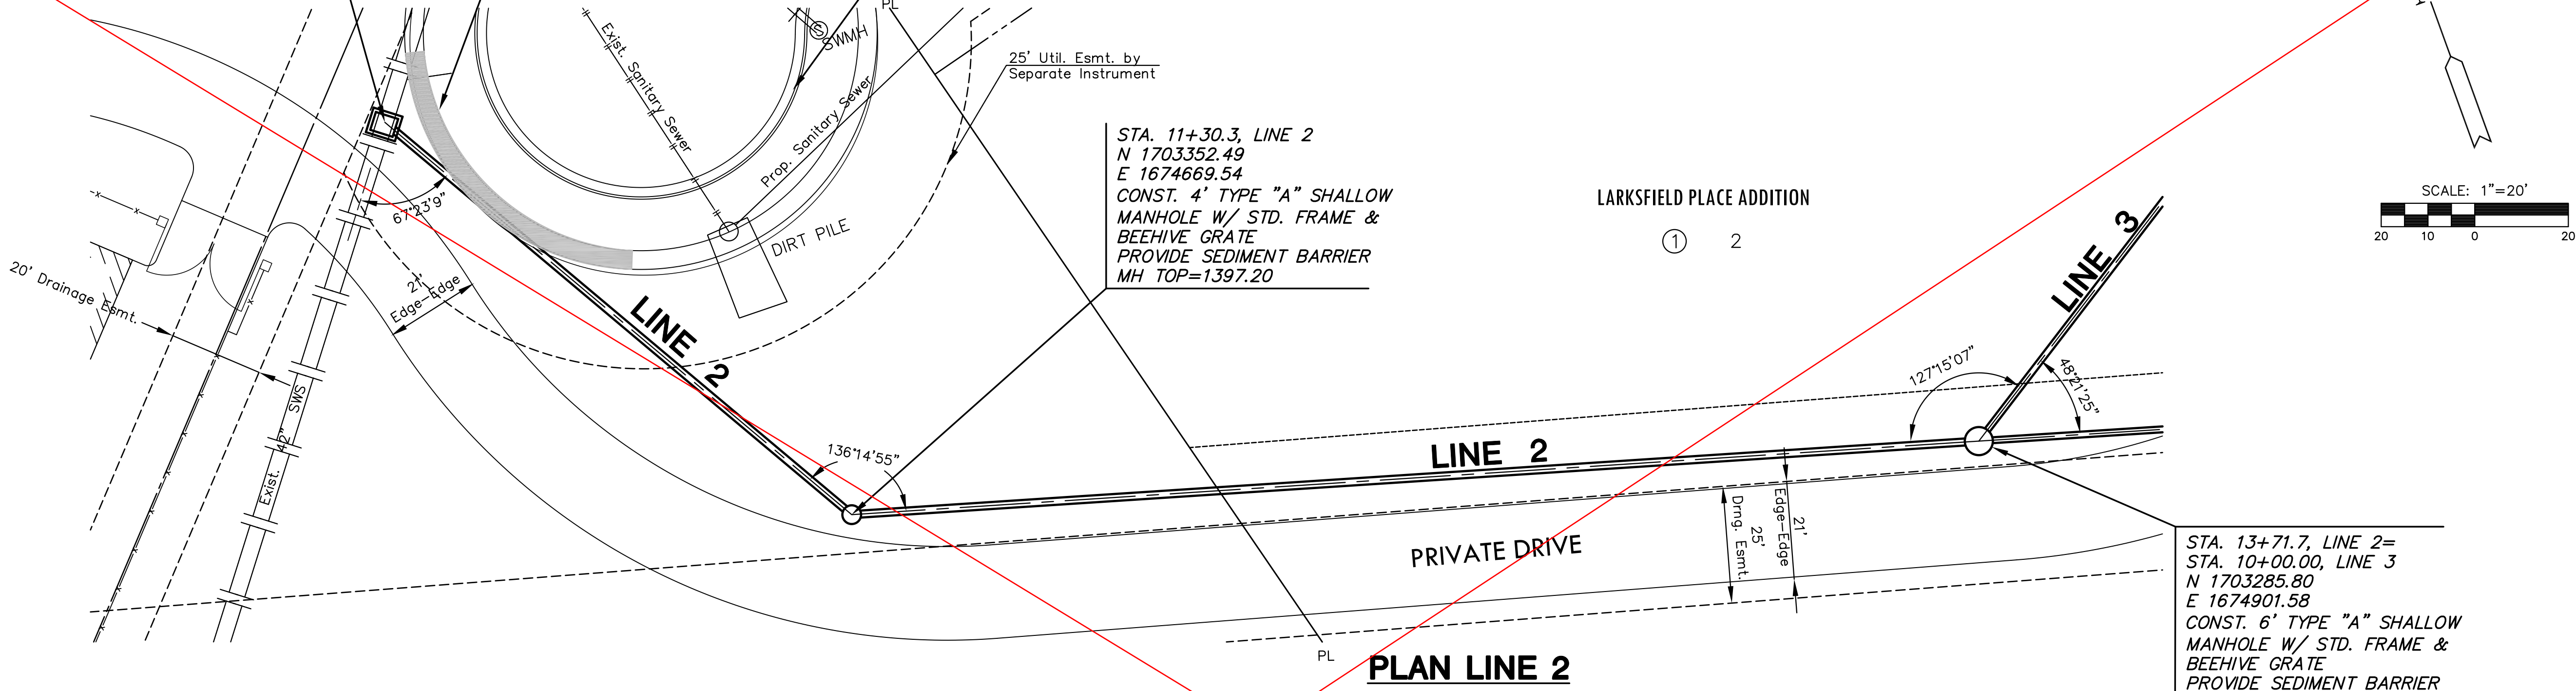 PL
SWMH
Exist. Sanitary Sewer
Prop. Sanitary Sewer
25' Util. Esmt. by
Separate Instrument
DIRT PILE
67°23'9"
21'
Edge-Edge
20' Drainage Esmt.
Exist. 42" SWS
LINE 2
136°14'55"
STA. 11+30.3, LINE 2
N 1703352.49
E 1674669.54
CONST. 4' TYPE "A" SHALLOW
MANHOLE W/ STD. FRAME &
BEEHIVE GRATE
PROVIDE SEDIMENT BARRIER
MH TOP=1397.20
LARKSFIELD PLACE ADDITION
1 2
SCALE: 1"=20'
20 10 0 20
LINE 3
127°15'07"
48°21'25"
LINE 2
21'
Edge-Edge
25'
Drng. Esmt.
PRIVATE DRIVE
PL
PLAN LINE 2
STA. 13+71.7, LINE 2=
STA. 10+00.00, LINE 3
N 1703285.80
E 1674901.58
CONST. 6' TYPE "A" SHALLOW
MANHOLE W/ STD. FRAME &
BEEHIVE GRATE
PROVIDE SEDIMENT BARRIER